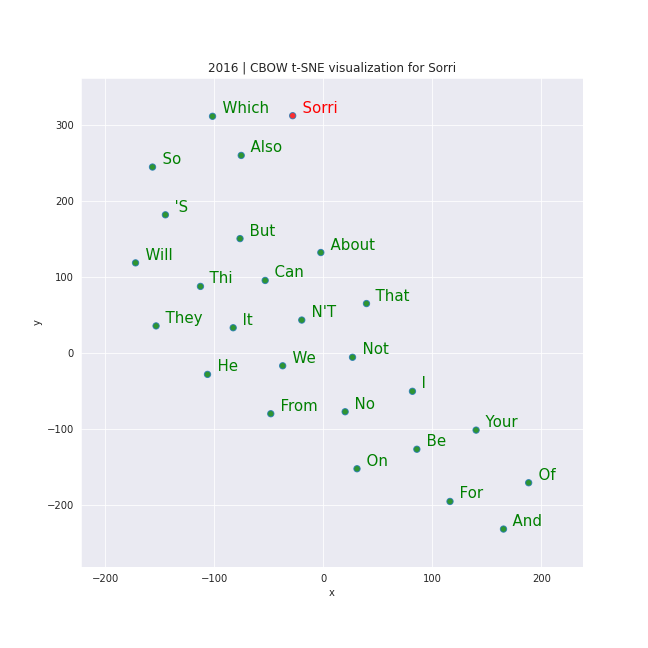 2016 | CBOW t-SNE visualization for Sorri
Which
Sorri
Also
So
'S
But
About
Will
Can
Thi
That
N'T
They
It
Not
We
He
I
From
No
Your
Be
On
Of
For
And
300
200
100
0
−100
−200
y
−200
−100
0
100
200
x